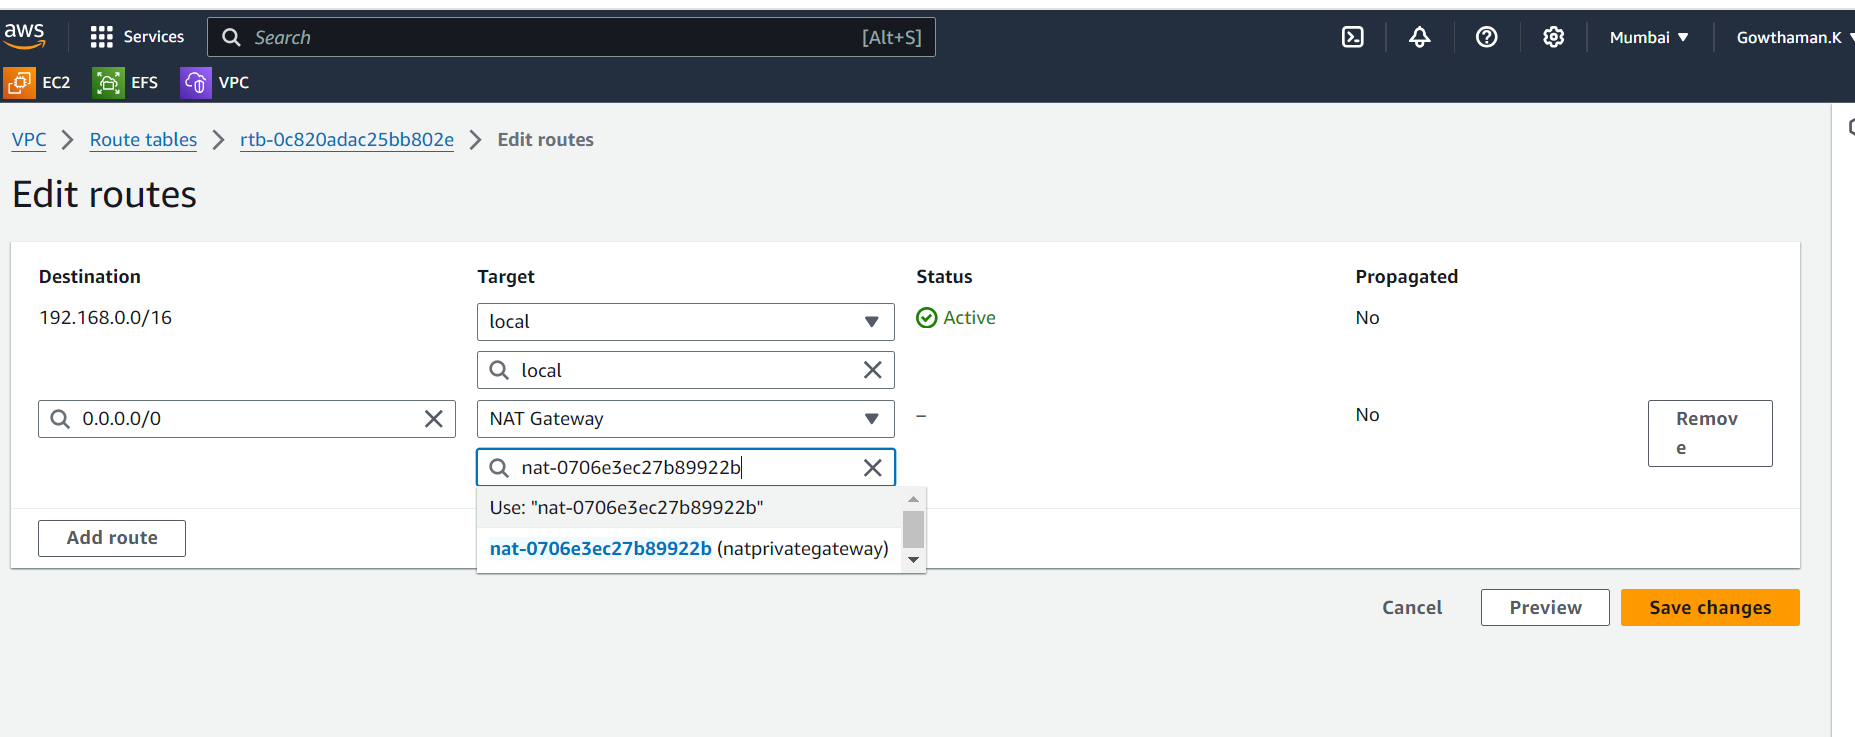 aws
Services
Search
[Alt+S]
Mumbai
Gowthaman.K
EC2
EFS
VPC
VPC
Route tables
rtb-0c820adac25bb802e
Edit routes
Edit routes
Destination
Target
Status
Propagated
192.168.0.0/16
local
Active
No
local
0.0.0.0/0
NAT Gateway
–
No
Remov
e
nat-0706e3ec27b89922b
Use: "nat-0706e3ec27b89922b"
nat-0706e3ec27b89922b (natprivategateway)
Add route
Cancel
Preview
Save changes